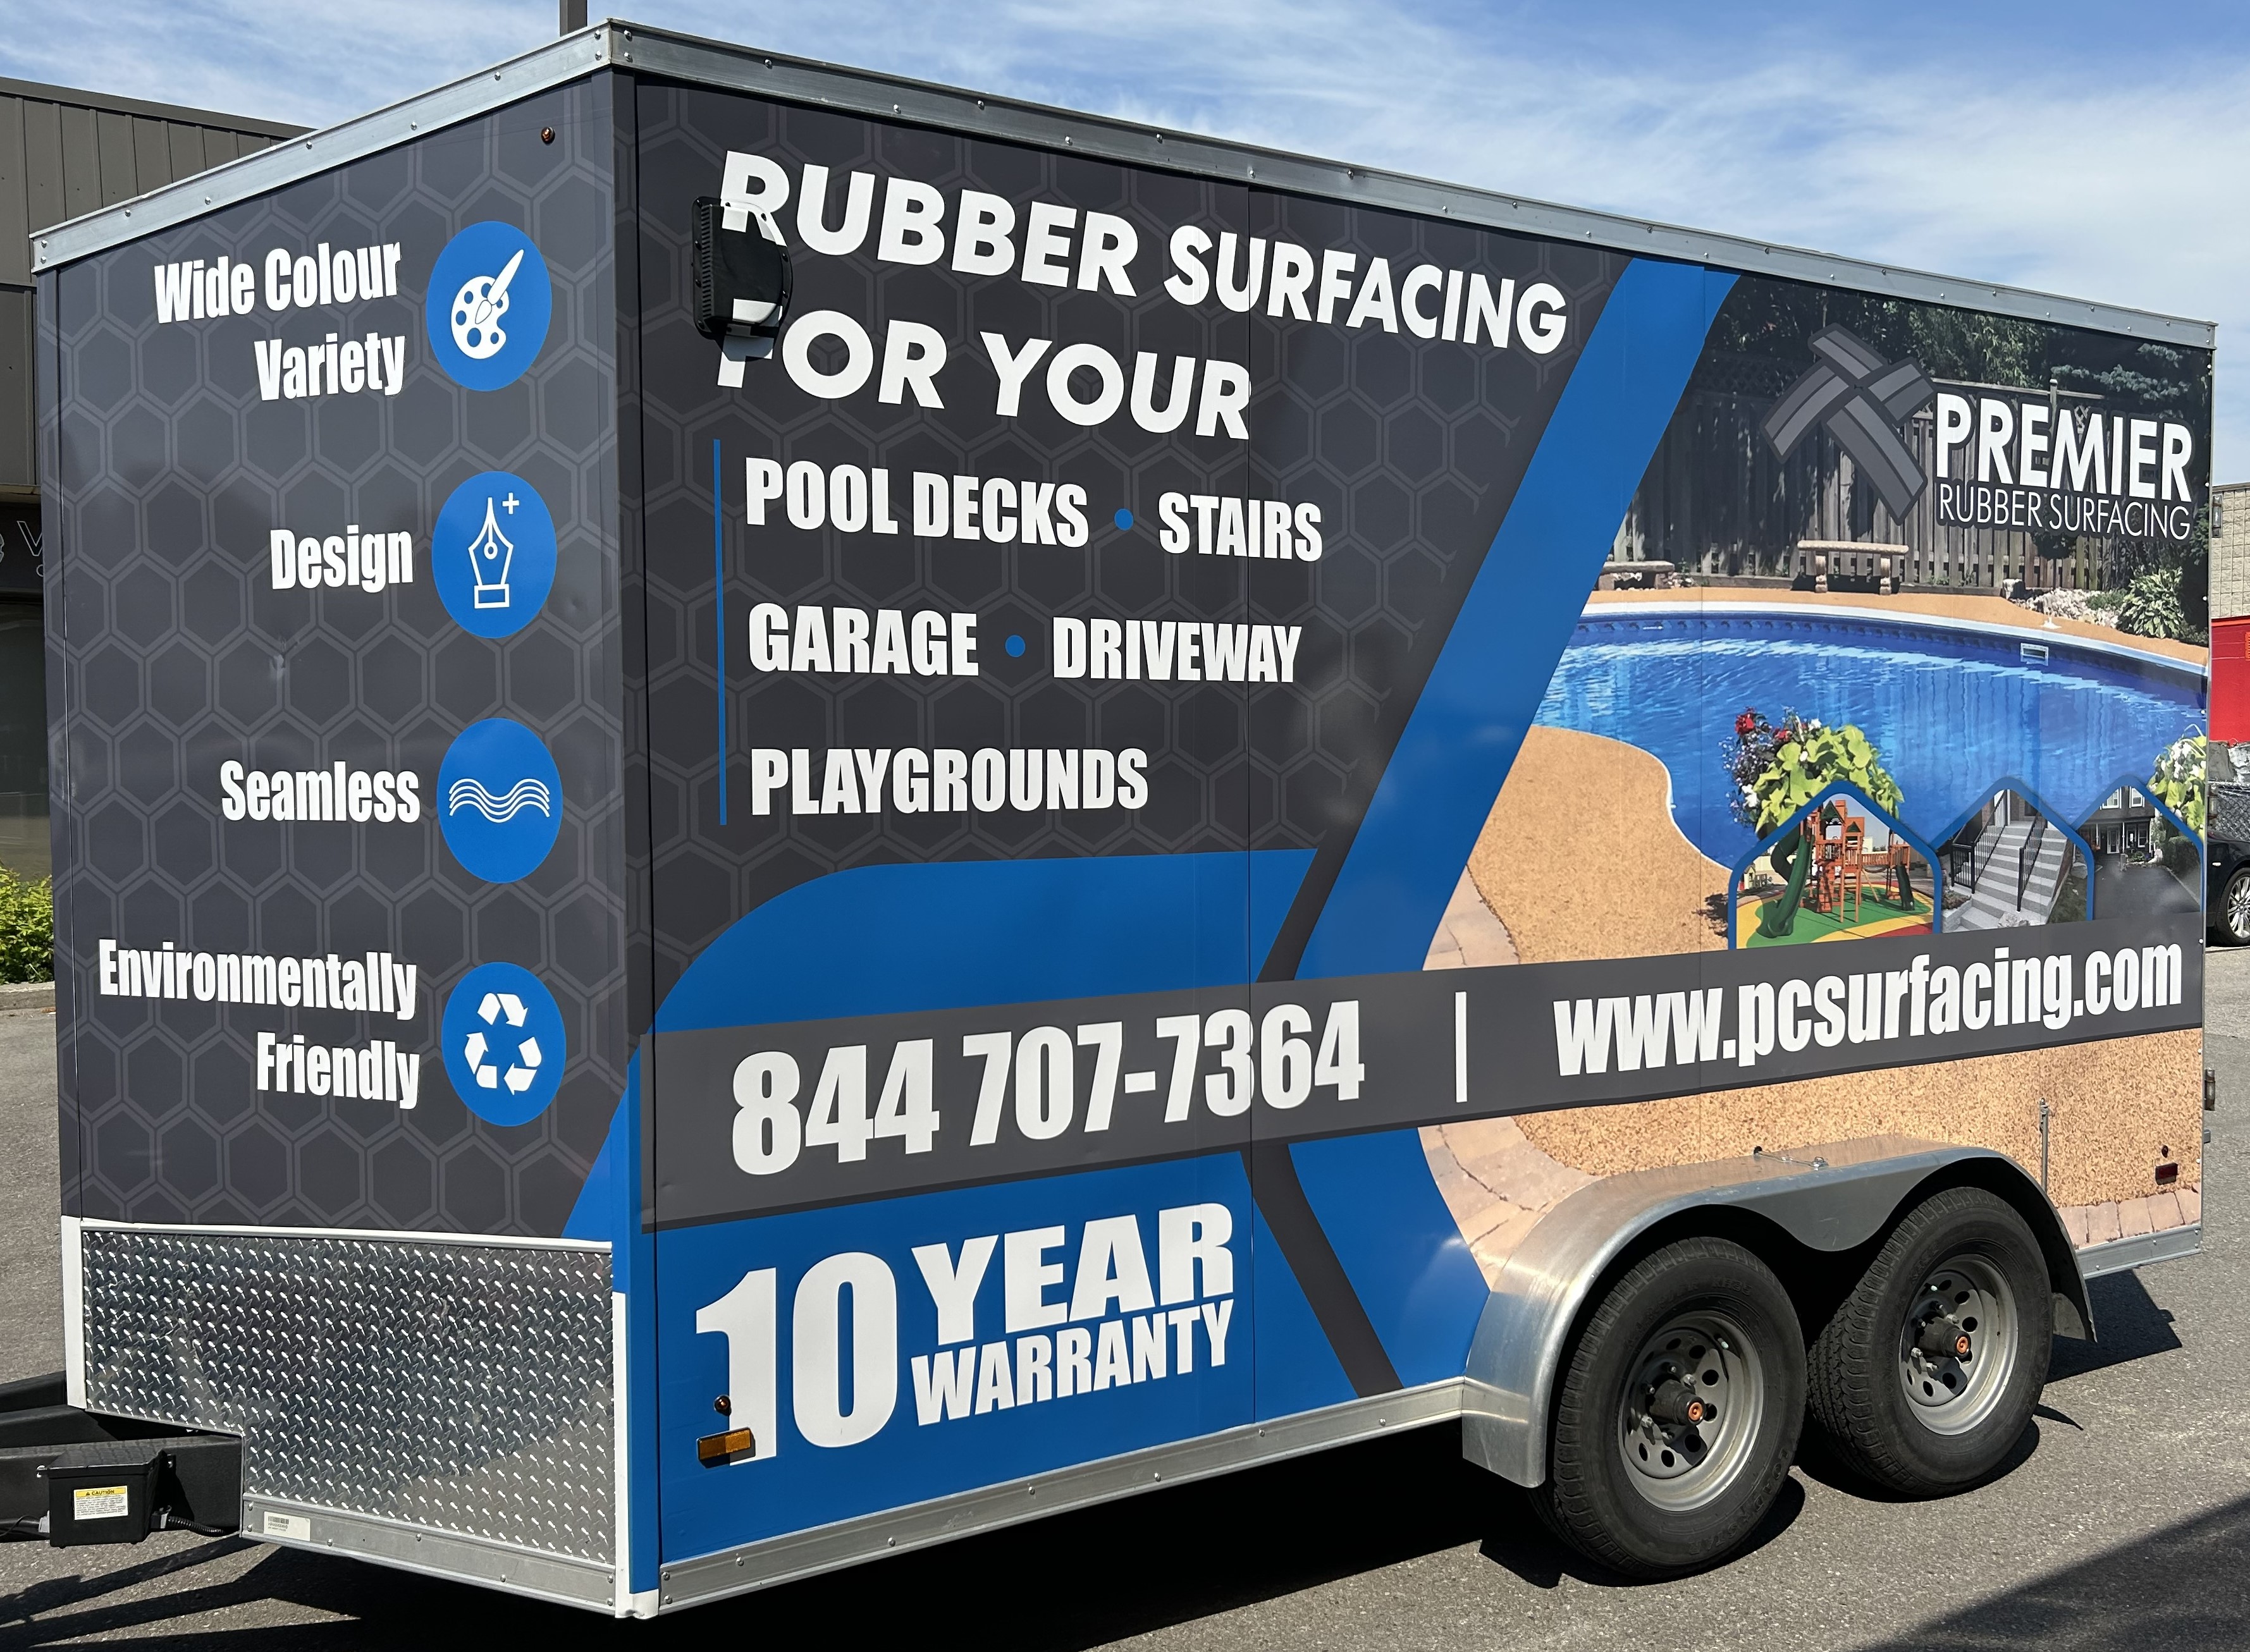 Wide Colour
Variety
Design
Seamless
Environmentally
Friendly
RUBBER SURFACING
FOR YOUR
POOL DECKS • STAIRS
GARAGE • DRIVEWAY
PLAYGROUNDS
PREMIER
RUBBER SURFACING
844 707-7364 | www.pcsurfacing.com
10 YEAR
WARRANTY
CAUTION